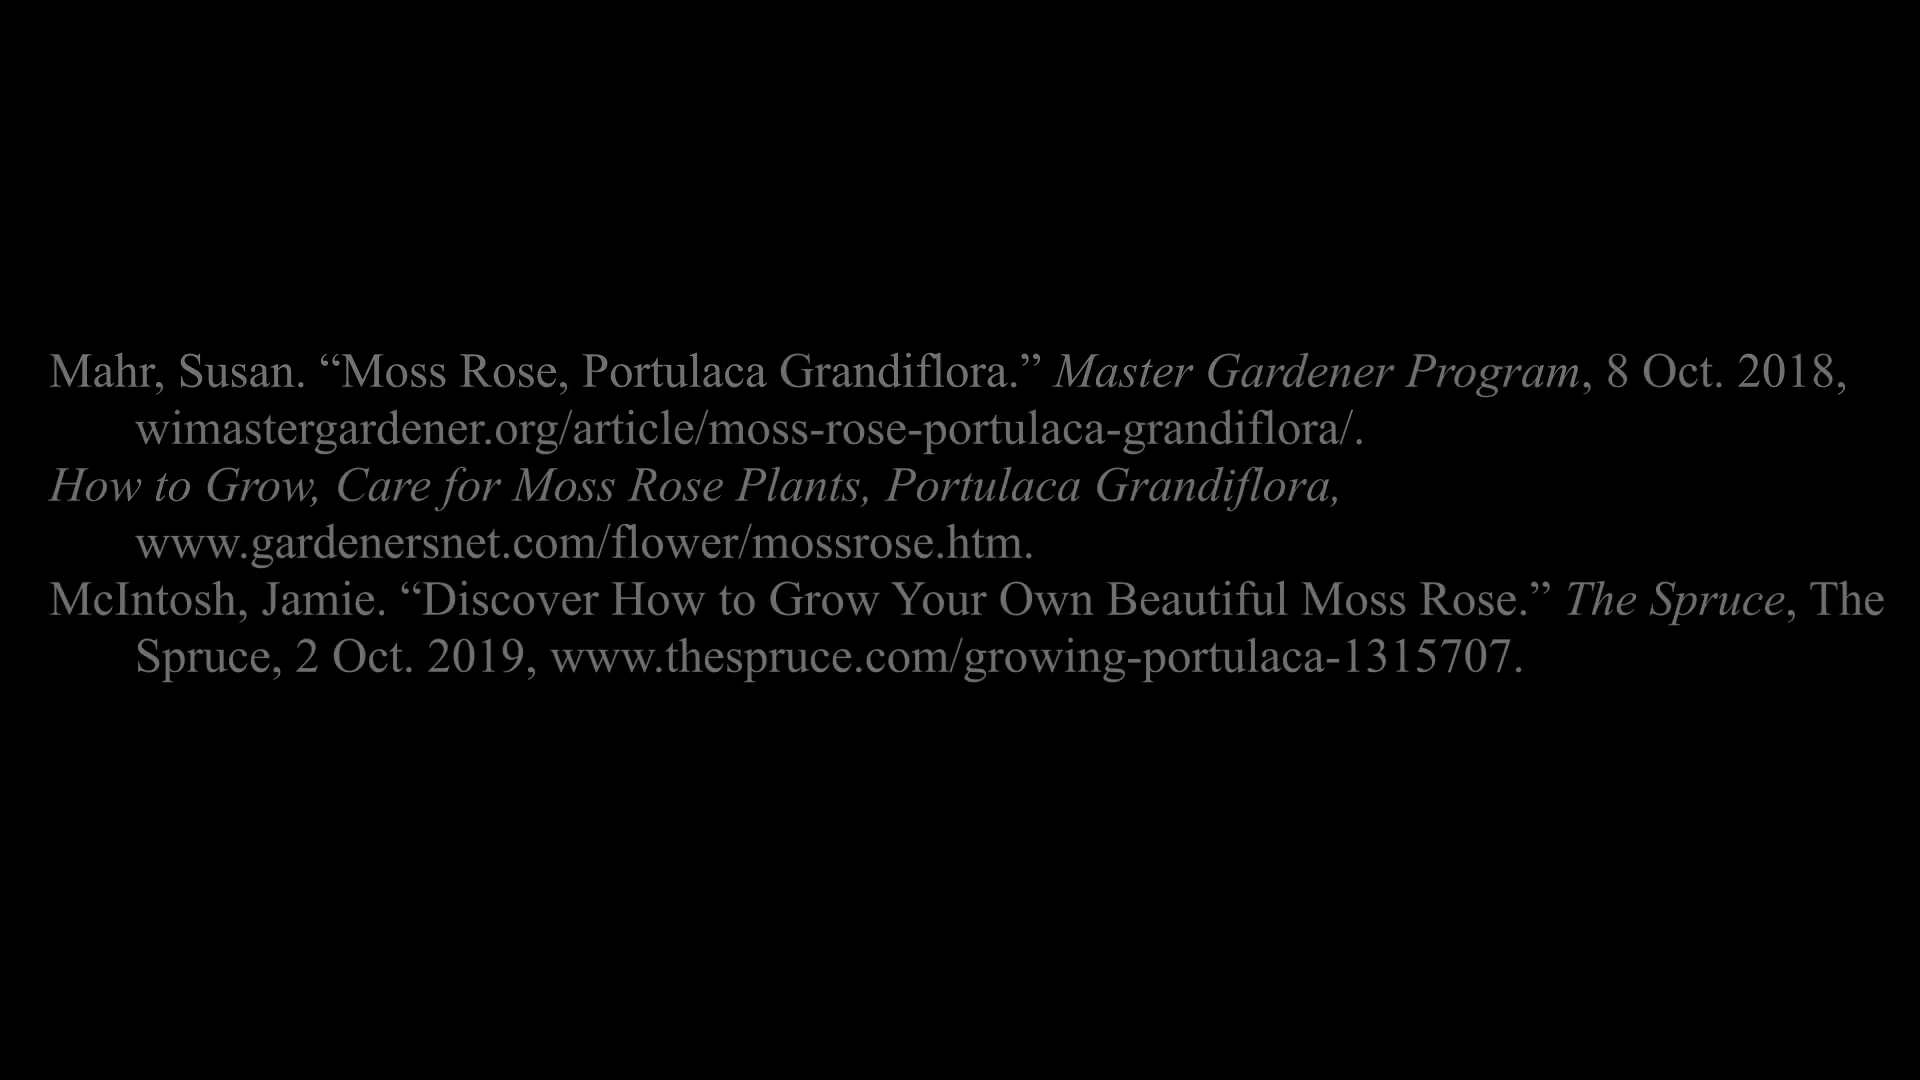 Mahr, Susan. “Moss Rose, Portulaca Grandiflora.” Master Gardener Program, 8 Oct. 2018,
wimastergardener.org/article/moss-rose-portulaca-grandiflora/.
How to Grow, Care for Moss Rose Plants, Portulaca Grandiflora,
www.gardenersnet.com/flower/mossrose.htm.
McIntosh, Jamie. “Discover How to Grow Your Own Beautiful Moss Rose.” The Spruce, The
Spruce, 2 Oct. 2019, www.thespruce.com/growing-portulaca-1315707.